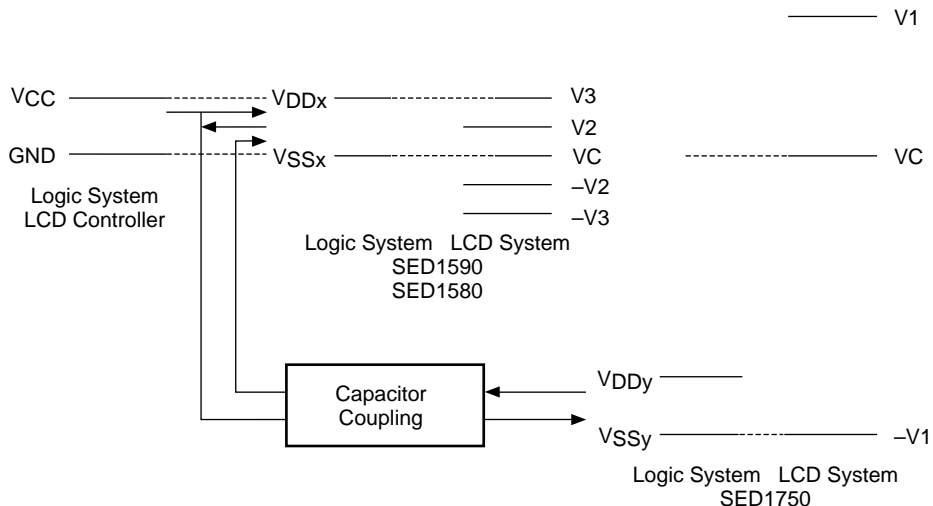 V1
VCC VDDx V3
V2
GND VSSx VC VC
–V2
–V3
Logic System
LCD Controller
Logic System LCD System
SED1590
SED1580
Capacitor
Coupling
VDDy
VSSy –V1
Logic System LCD System
SED1750